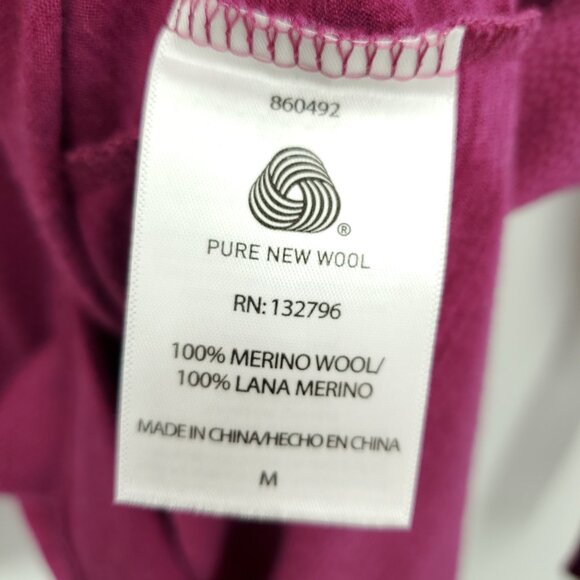 860492
®
PURE NEW WOOL
RN: 132796
100% MERINO WOOL/
100% LANA MERINO
MADE IN CHINA/HECHO EN CHINA
M